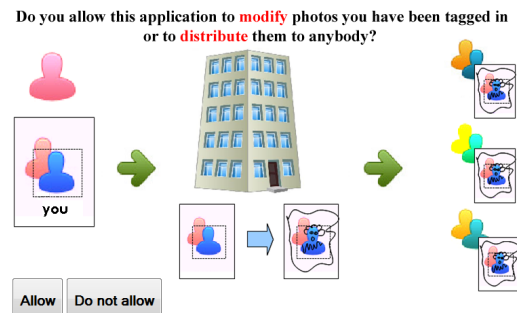 Do you allow this application to modify photos you have been tagged in
or to distribute them to anybody?
you
Allow
Do not allow